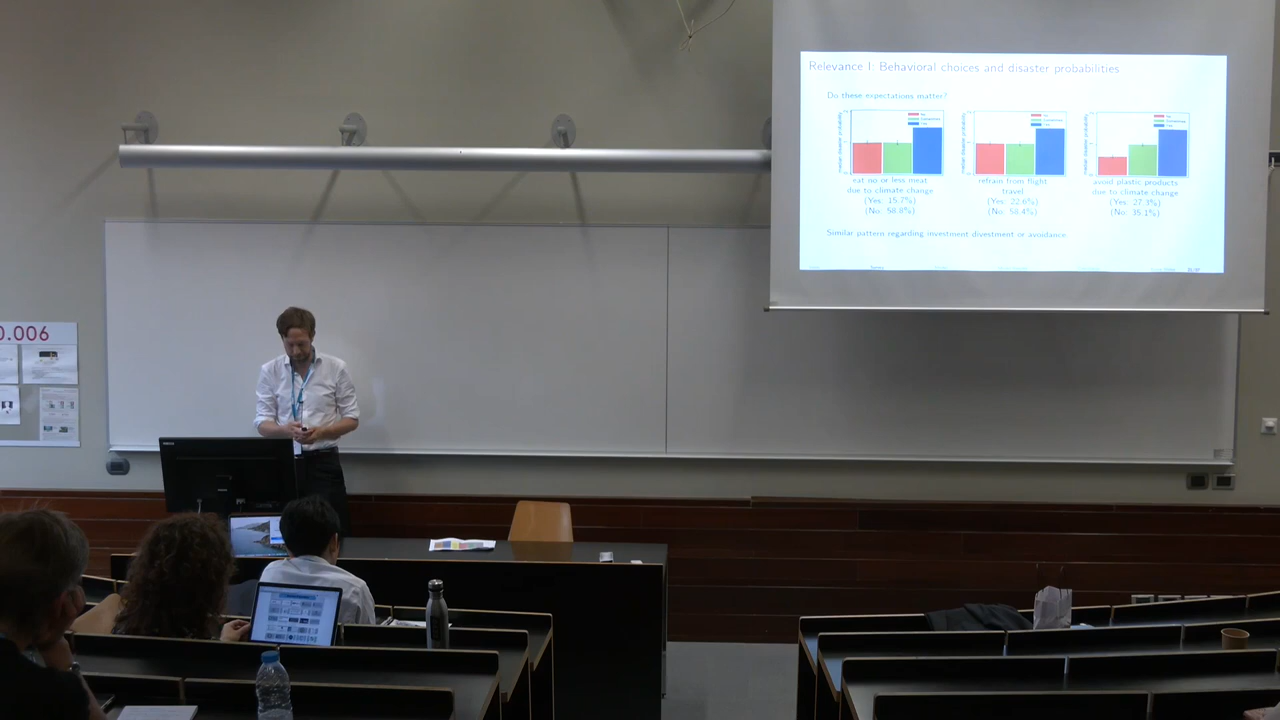 Relevance I: Behavioral choices and disaster probabilities
Do these expectations matter?
eat no or less meat
due to climate change
(Yes: 15.7%)
(No: 58.8%)
refrain from flight
travel
(Yes: 22.6%)
(No: 58.4%)
avoid plastic products
due to climate change
(Yes: 27.3%)
(No: 35.1%)
Similar pattern regarding investment divestment or avoidance
0.006